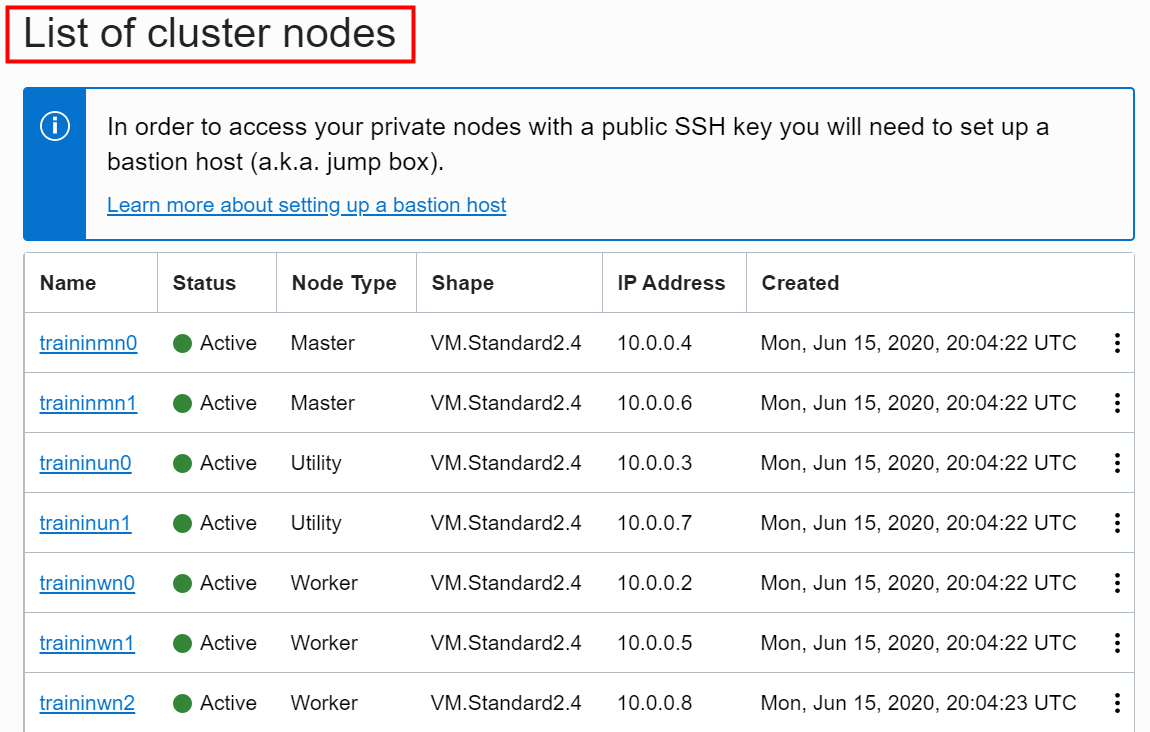 List of cluster nodes
In order to access your private nodes with a public SSH key you will need to set up a
bastion host (a.k.a. jump box).
Learn more about setting up a bastion host
Name Status Node Type Shape IP Address Created
traininmn0 Active Master VM.Standard2.4 10.0.0.4 Mon, Jun 15, 2020, 20:04:22 UTC
traininmn1 Active Master VM.Standard2.4 10.0.0.6 Mon, Jun 15, 2020, 20:04:22 UTC
traininun0 Active Utility VM.Standard2.4 10.0.0.3 Mon, Jun 15, 2020, 20:04:22 UTC
traininun1 Active Utility VM.Standard2.4 10.0.0.7 Mon, Jun 15, 2020, 20:04:22 UTC
traininwn0 Active Worker VM.Standard2.4 10.0.0.2 Mon, Jun 15, 2020, 20:04:22 UTC
traininwn1 Active Worker VM.Standard2.4 10.0.0.5 Mon, Jun 15, 2020, 20:04:22 UTC
traininwn2 Active Worker VM.Standard2.4 10.0.0.8 Mon, Jun 15, 2020, 20:04:23 UTC